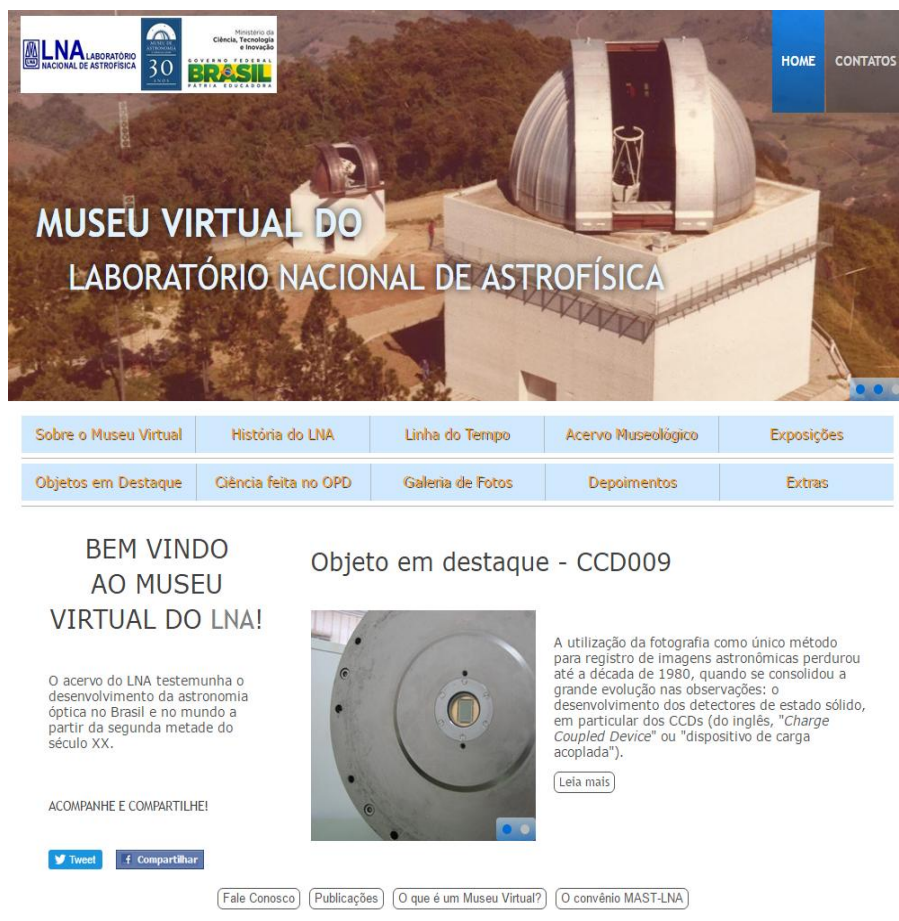 LNA LABORATÓRIO
NACIONAL DE ASTROFÍSICA
MUSEU DE
ASTRONOMIA
30
ANOS
Ministério da
Ciência, Tecnologia
e Inovação
GOVERNO FEDERAL
BRASIL
PÁTRIA EDUCADORA
HOME
CONTATOS
MUSEU VIRTUAL DO
LABORATÓRIO NACIONAL DE ASTROFÍSICA
Sobre o Museu Virtual
História do LNA
Linha do Tempo
Acervo Museológico
Exposições
Objetos em Destaque
Ciência feita no OPD
Galeria de Fotos
Depoimentos
Extras
BEM VINDO
AO MUSEU
VIRTUAL DO LNA!
O acervo do LNA testemunha o
desenvolvimento da astronomia
óptica no Brasil e no mundo a
partir da segunda metade do
século XX.
ACOMPANHE E COMPARTILHE!
Tweet
Compartilhar
Objeto em destaque - CCD009
A utilização da fotografia como único método
para registro de imagens astronômicas perdurou
até a década de 1980, quando se consolidou a
grande evolução nas observações: o
desenvolvimento dos detectores de estado sólido,
em particular dos CCDs (do inglês, "Charge
Coupled Device" ou "dispositivo de carga
acoplada").
Leia mais
Fale Conosco
Publicações
O que é um Museu Virtual?
O convênio MAST-LNA